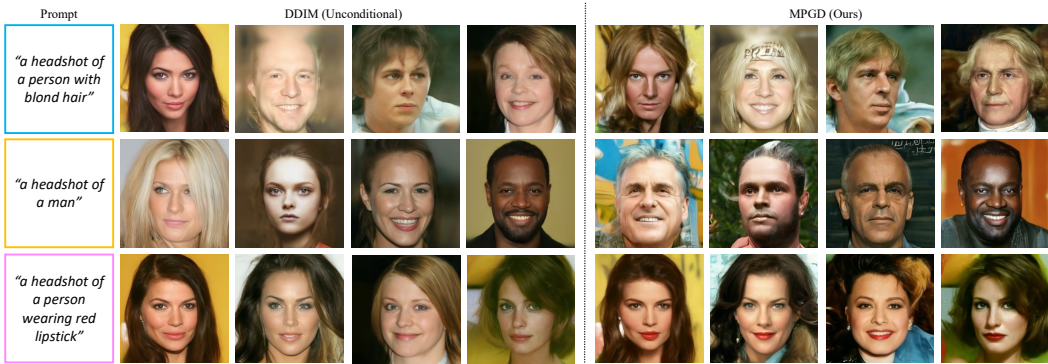 Prompt
DDIM (Unconditional)
MPGD (Ours)
“a headshot of
a person with
blond hair”
“a headshot of
a man”
“a headshot of
a person
wearing red
lipstick”